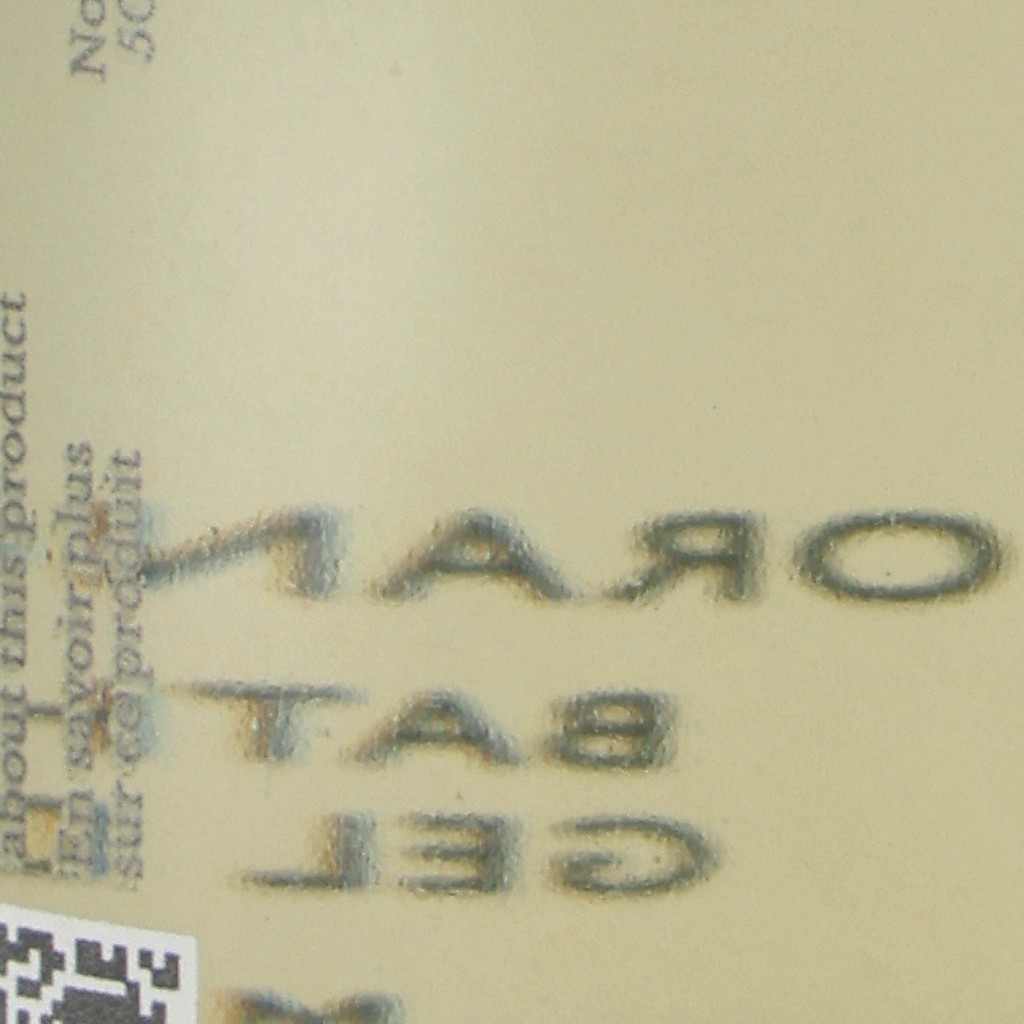 No
50
about this product
En savoir plus
sur ce produit
ORAN
BAT
GEL